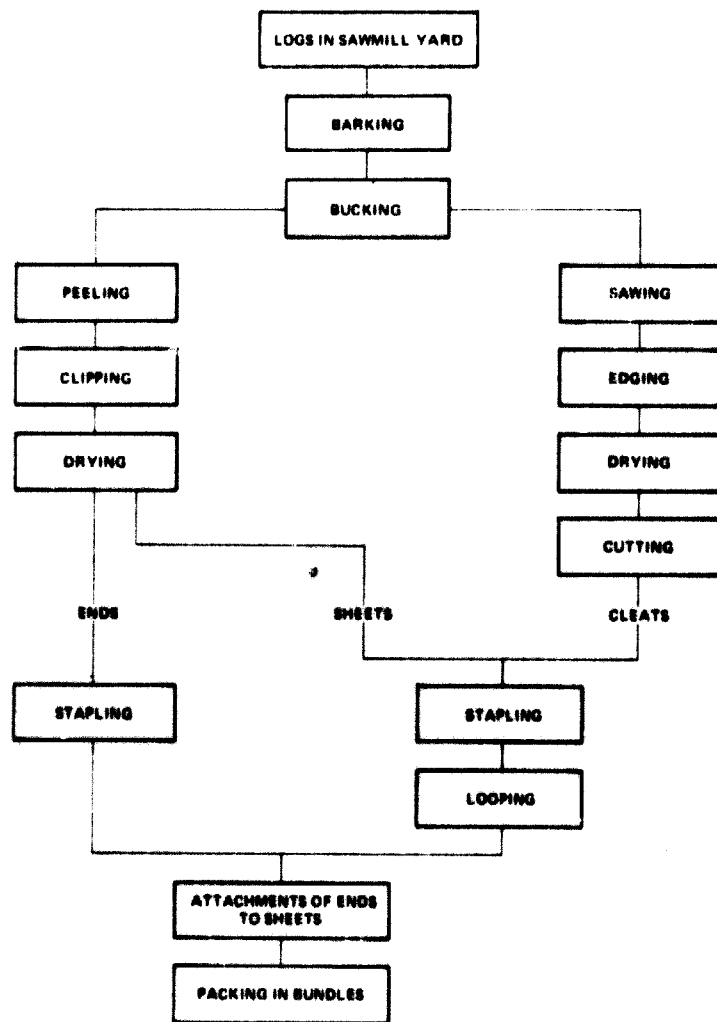 LOGS IN SAWMILL YARD
BARKING
BUCKING
PEELING
SAWING
CLIPPING
EDGING
DRYING
DRYING
CUTTING
ENDS
SHEETS
CLEATS
STAPLING
STAPLING
LOOPING
ATTACHMENTS OF ENDS
TO SHEETS
PACKING IN BUNDLES